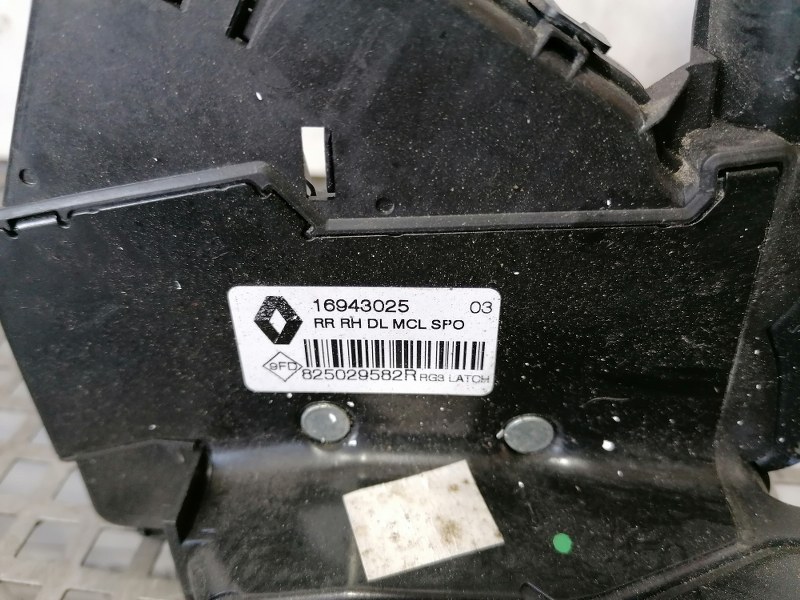 16943025 03
RR RH DL MCL SPO
9FD
825029582R RG3 LATCH